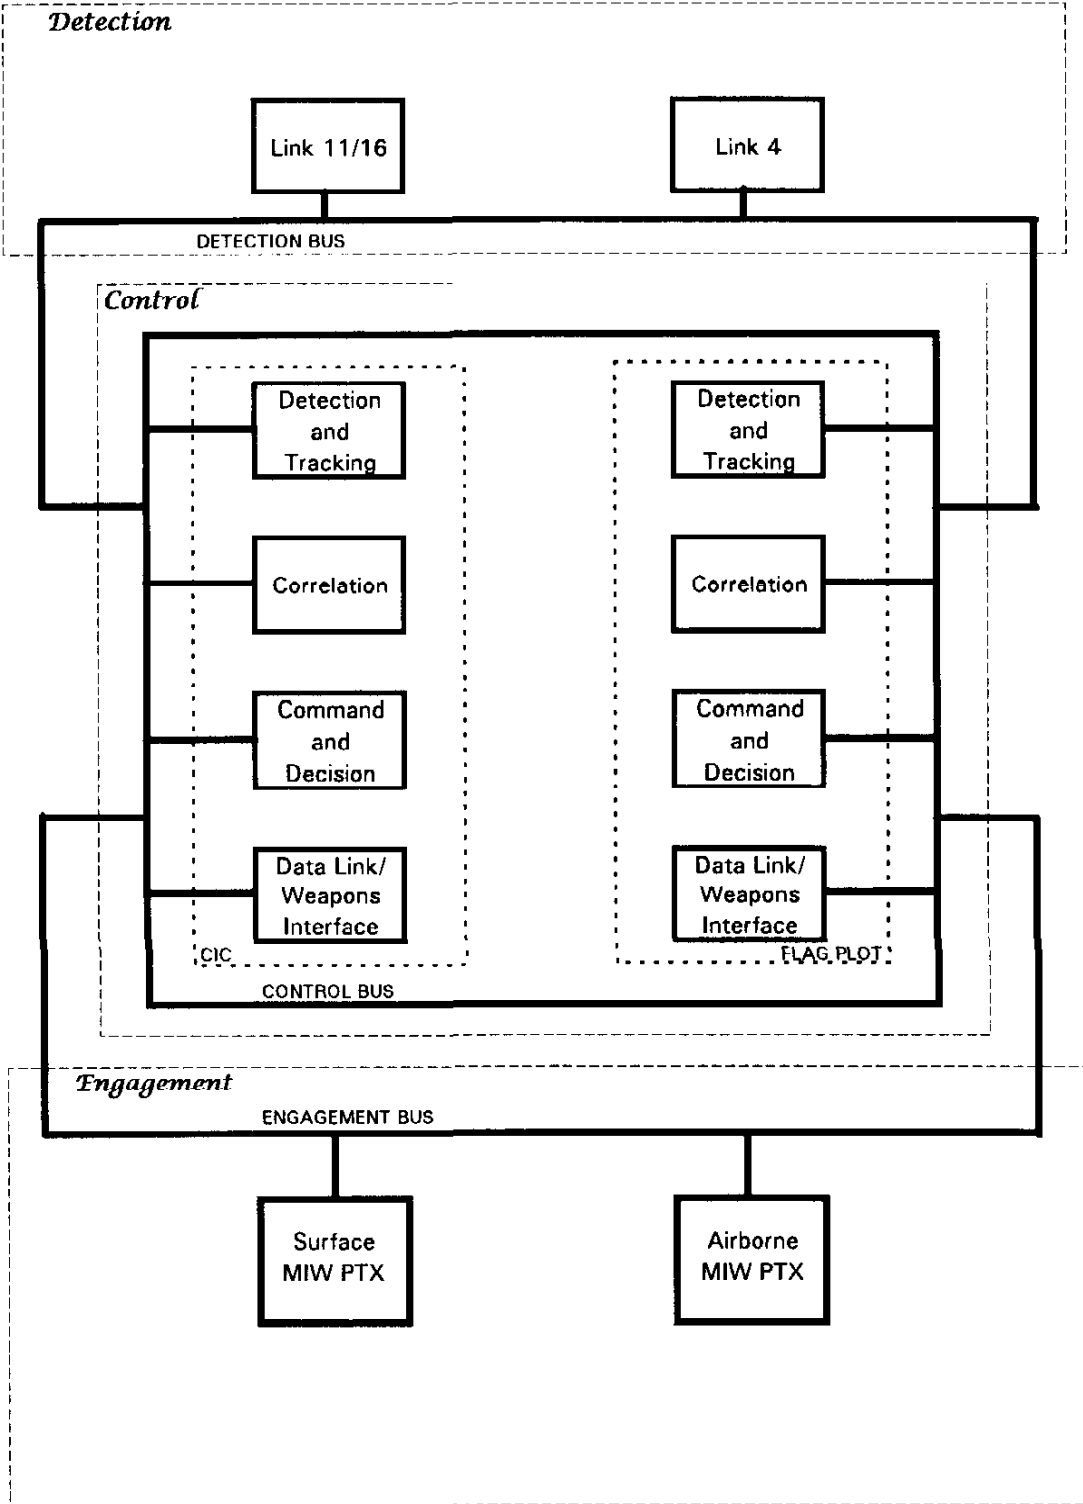 Detection
Link 11/16
Link 4
DETECTION BUS
Control
Detection
and
Tracking
Detection
and
Tracking
Correlation
Correlation
Command
and
Decision
Command
and
Decision
Data Link/
Weapons
Interface
Data Link/
Weapons
Interface
CIC
FLAG PLOT
CONTROL BUS
Engagement
ENGAGEMENT BUS
Surface
MIW PTX
Airborne
MIW PTX